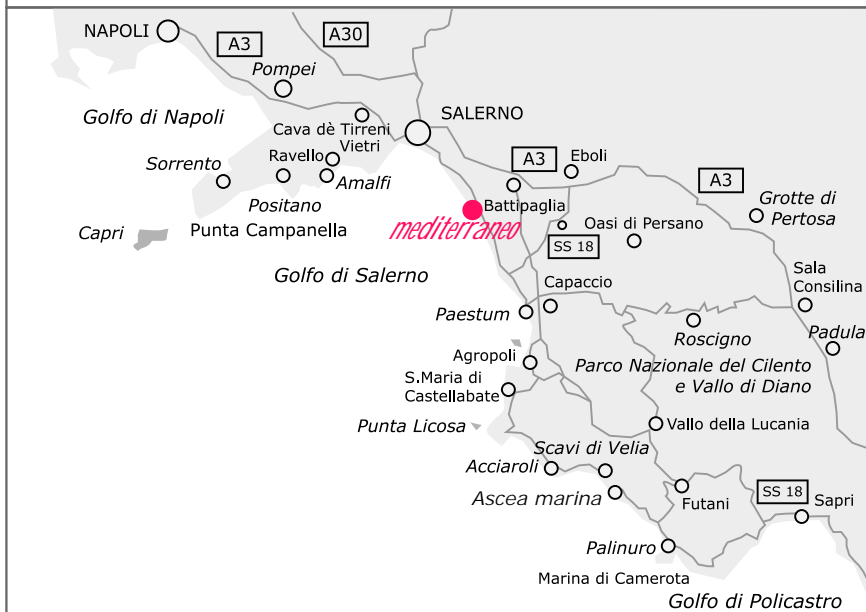 NAPOLI
A3
A30
Pompei
Golfo di Napoli
Cava dè Tirreni
Vietri
SALERNO
Sorrento
Ravello
Amalfi
Positano
Punta Campanella
Capri
Golfo di Salerno
mediterraneo
A3
Eboli
Battipaglia
A3
Grotte di
Pertosa
SS 18
Oasi di Persano
Sala
Consilina
Capaccio
Paestum
Roscigno
Padula
Agropoli
Parco Nazionale del Cilento
e Vallo di Diano
S.Maria di
Castellabate
Punta Licosa
Vallo della Lucania
Scavi di Velia
Acciaroli
Ascea marina
Futani
SS 18
Sapri
Palinuro
Marina di Camerota
Golfo di Policastro